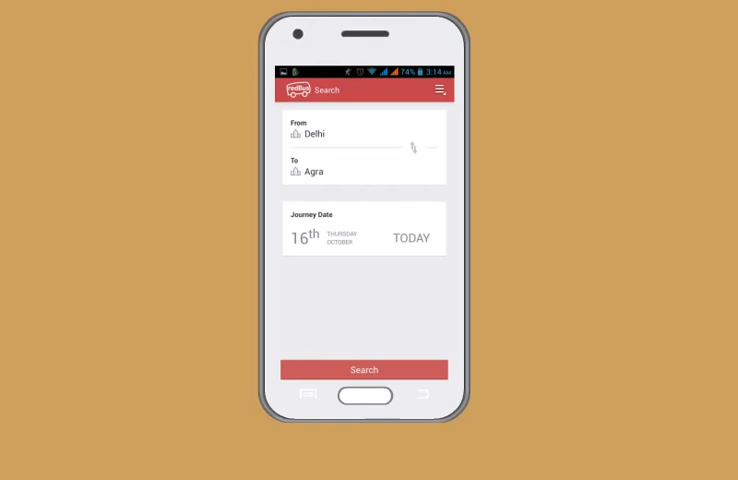 74% 3:14 AM
redBus Search
From
Delhi
To
Agra
Journey Date
16th THURSDAY OCTOBER TODAY
Search